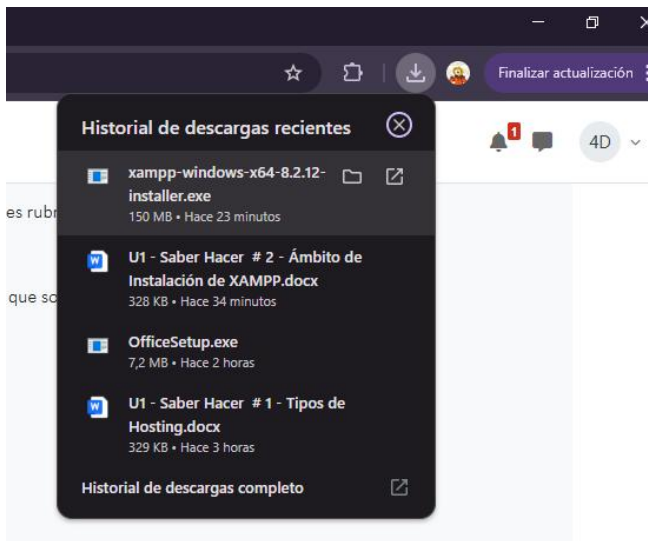 Finalizar actualización
Historial de descargas recientes
1
4D
xampp-windows-x64-8.2.12-
installer.exe
150 MB • Hace 23 minutos
es rubr
U1 - Saber Hacer # 2 - Ámbito de
Instalación de XAMPP.docx
328 KB • Hace 34 minutos
que so
OfficeSetup.exe
7,2 MB • Hace 2 horas
U1 - Saber Hacer # 1 - Tipos de
Hosting.docx
329 KB • Hace 3 horas
Historial de descargas completo